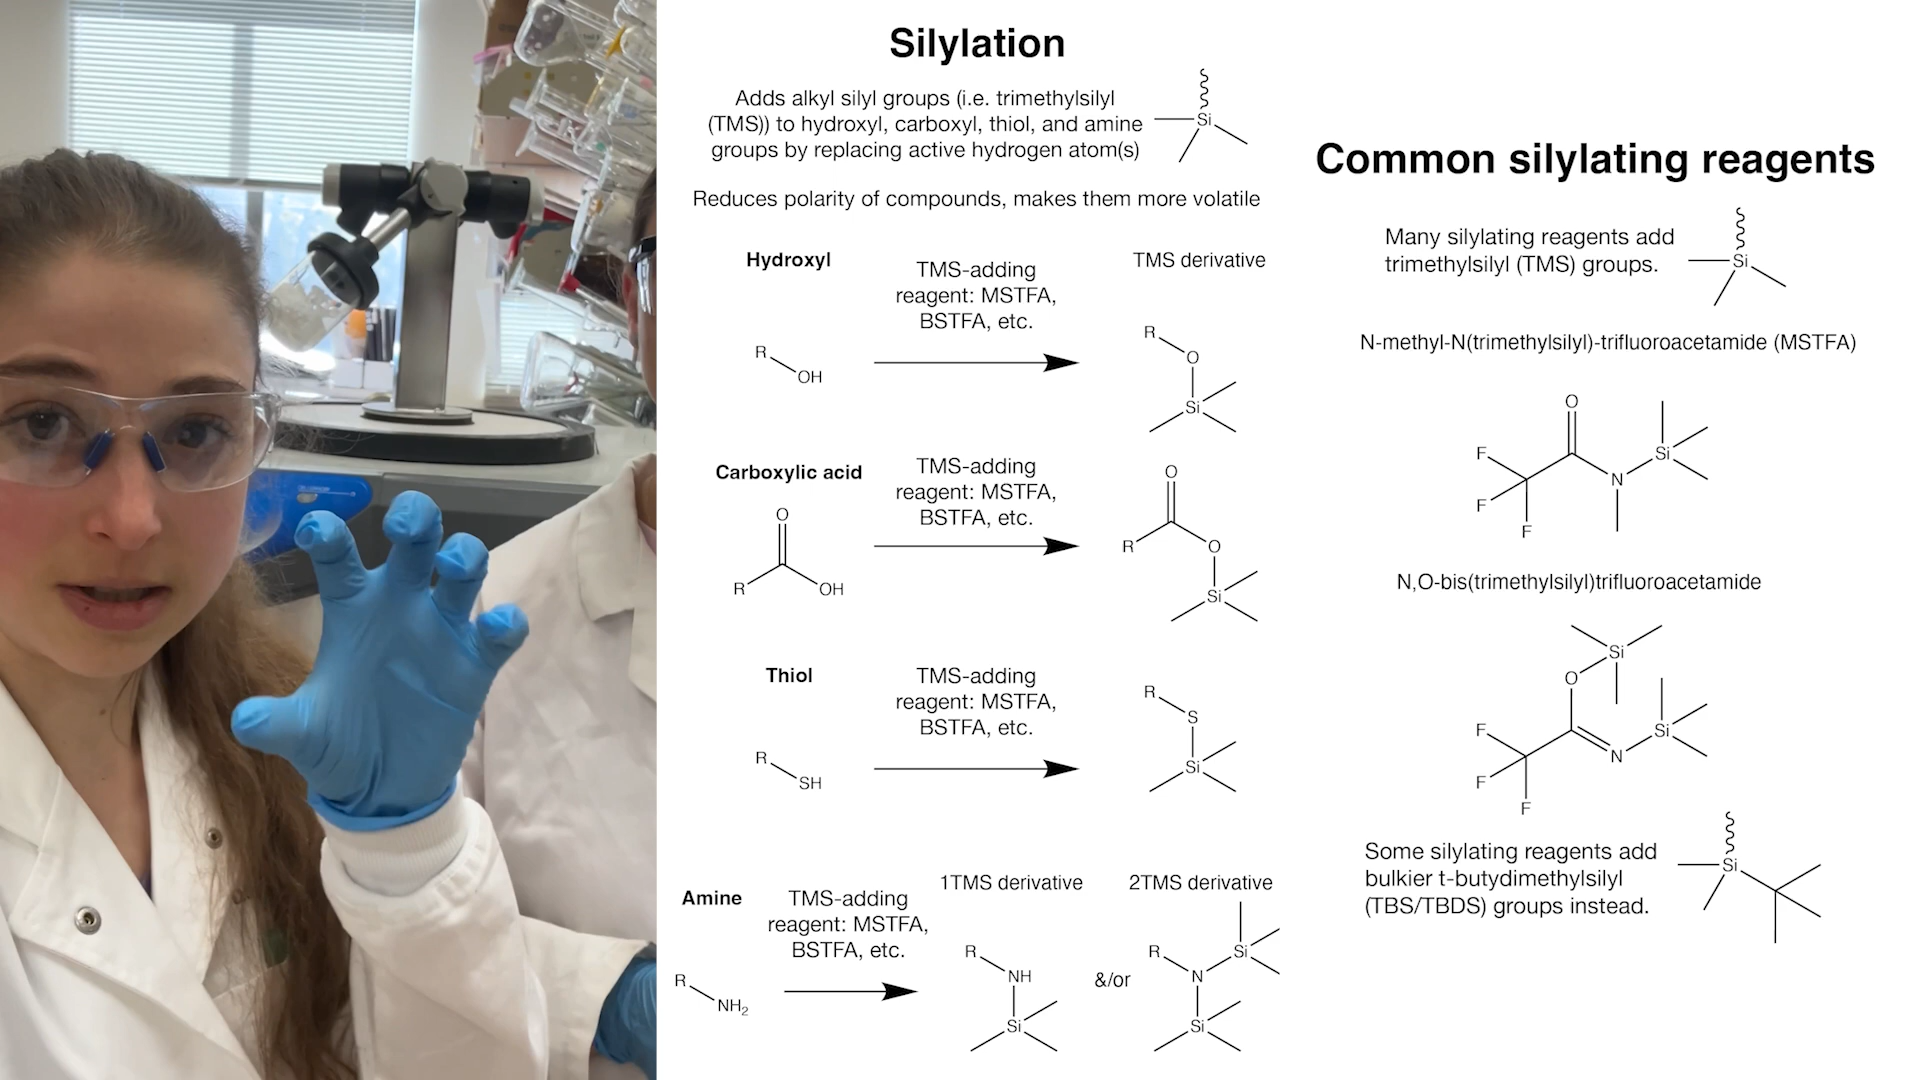 Silylation
Adds alkyl silyl groups (i.e. trimethylsilyl
(TMS)) to hydroxyl, carboxyl, thiol, and amine
groups by replacing active hydrogen atom(s)
Si
Reduces polarity of compounds, makes them more volatile
Hydroxyl
TMS-adding
reagent: MSTFA,
BSTFA, etc.
TMS derivative
R
OH
R
O
Si
Carboxylic acid
TMS-adding
reagent: MSTFA,
BSTFA, etc.
O
R
OH
O
R
O
Si
Thiol
TMS-adding
reagent: MSTFA,
BSTFA, etc.
R
SH
R
S
Si
Amine
TMS-adding
reagent: MSTFA,
BSTFA, etc.
1TMS derivative
2TMS derivative
R
NH2
R
NH
Si
&/or
R
Si
N
Si
Common silylating reagents
Many silylating reagents add
trimethylsilyl (TMS) groups.
Si
N-methyl-N(trimethylsilyl)-trifluoroacetamide (MSTFA)
O
F
Si
N
F
F
N,O-bis(trimethylsilyl)trifluoroacetamide
Si
O
F
Si
N
F
F
Some silylating reagents add
bulkier t-butydimethylsilyl
(TBS/TBDS) groups instead.
Si